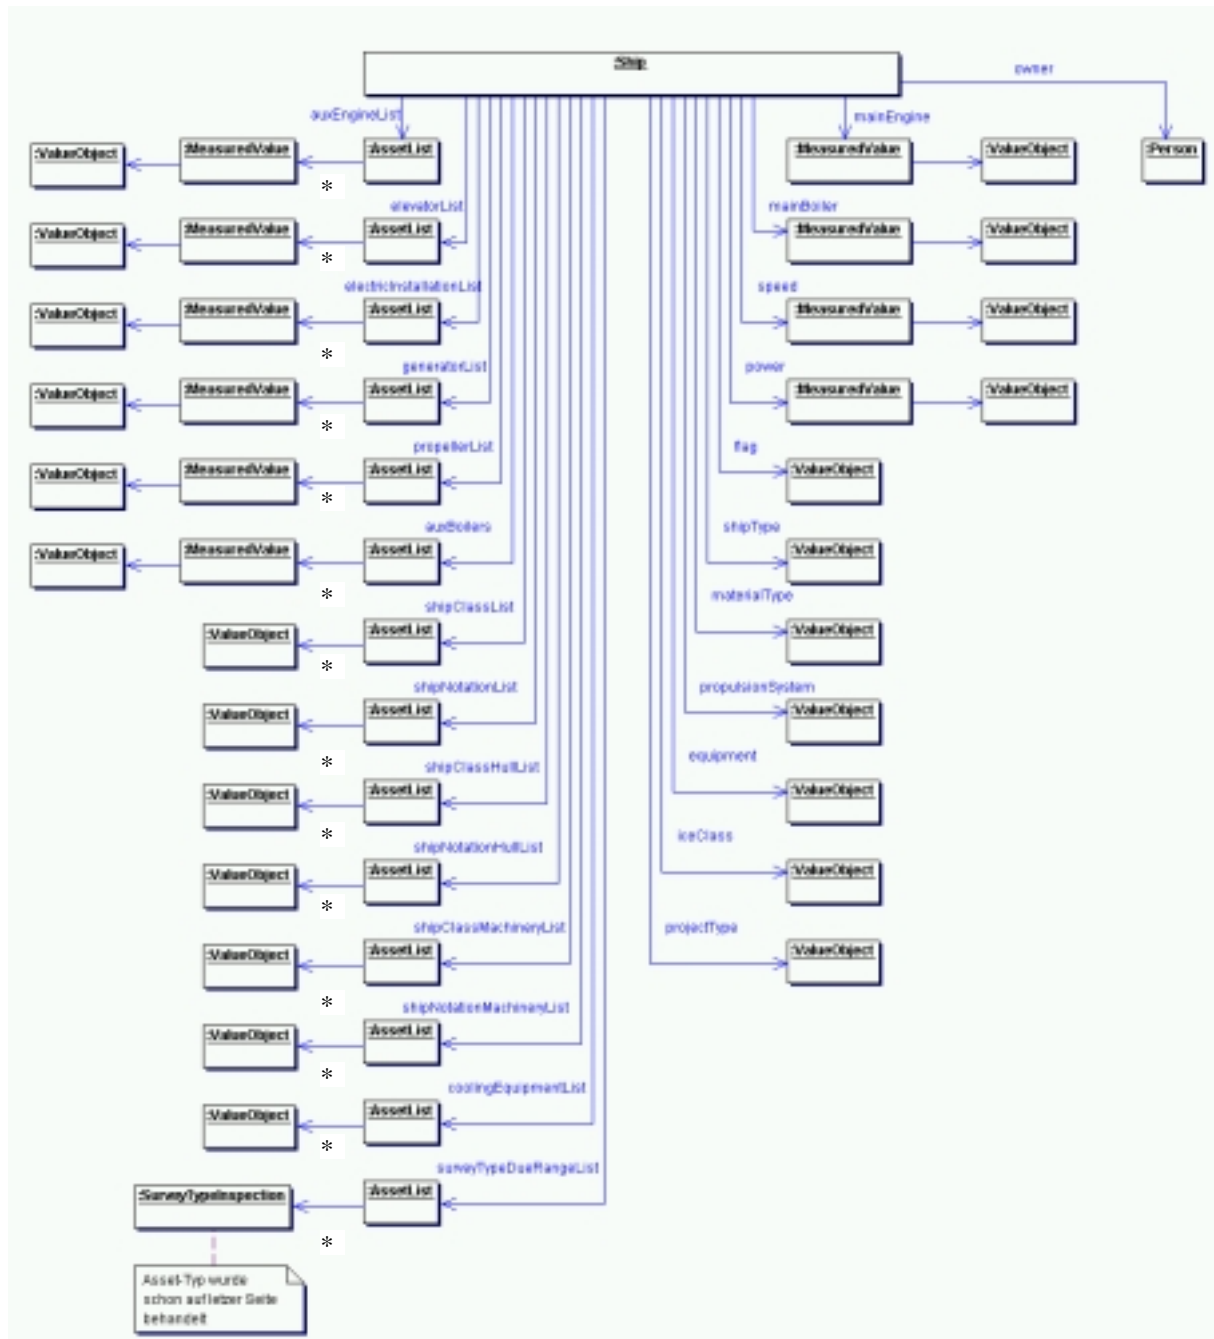 :Ship
owner
auxEngineList
mainEngine
:ValueObject :MeasuredValue :AssetList :MeasuredValue :ValueObject :Person
*
elevatorList mainBoiler
:ValueObject :MeasuredValue :AssetList :MeasuredValue :ValueObject
*
electricInstallationList speed
:ValueObject :MeasuredValue :AssetList :MeasuredValue :ValueObject
*
generatorList power
:ValueObject :MeasuredValue :AssetList :MeasuredValue :ValueObject
*
propellerList flag
:ValueObject :MeasuredValue :AssetList :ValueObject
*
auxBoilers shipType
:ValueObject :MeasuredValue :AssetList :ValueObject
*
shipClassList materialType
:ValueObject :AssetList :ValueObject
*
shipNotationList propulsionSystem
:ValueObject :AssetList :ValueObject
*
shipClassHullList equipment
:ValueObject :AssetList :ValueObject
*
shipNotationHullList iceClass
:ValueObject :AssetList :ValueObject
*
shipClassMachineryList projectType
:ValueObject :AssetList :ValueObject
*
shipNotationMachineryList
:ValueObject :AssetList
*
coolingEquipmentList
:ValueObject :AssetList
*
surveyTypeDueRangeList
:SurveyTypeInspection :AssetList
*
Asset-Typ wurde
schon auf letzer Seite
behandelt